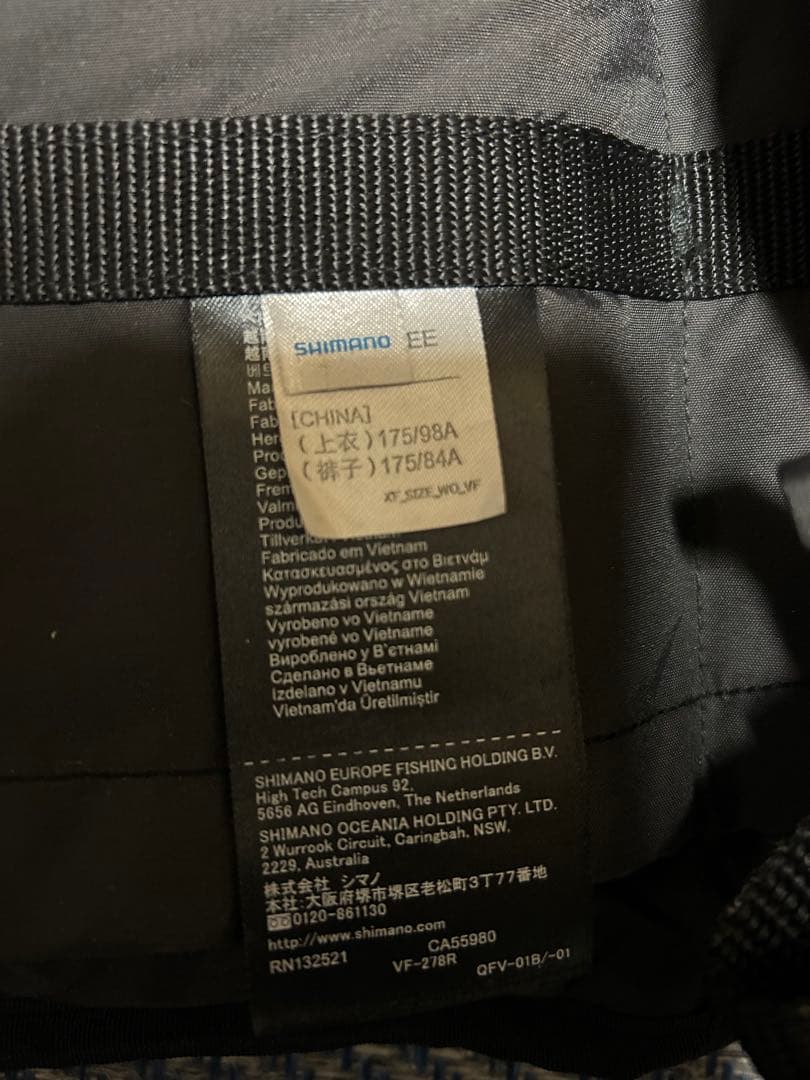 SHIMANO EE
[CHINA]
(上衣)175/98A
(裤子)175/84A
XF_SIZE_WO_VF
Fabricado em Vietnam
Κατασκευασμένος στο Βιετνάμ
Wyprodukowano w Wietnamie
származási ország Vietnam
Vyrobeno vo Vietname
vyrobené vo Vietname
Вироблено у В'єтнамі
Сделано в Вьетнаме
Izdelano v Vietnamu
Vietnam'da Üretilmiştir
SHIMANO EUROPE FISHING HOLDING B.V.
High Tech Campus 92,
5656 AG Eindhoven, The Netherlands
SHIMANO OCEANIA HOLDING PTY. LTD.
2 Wurrook Circuit, Caringbah, NSW,
2229, Australia
株式会社 シマノ
本社:大阪府堺市堺区老松町3丁77番地
0120-861130
http://www.shimano.com
RN132521 CA55980
VF-278R QFV-01B/-01